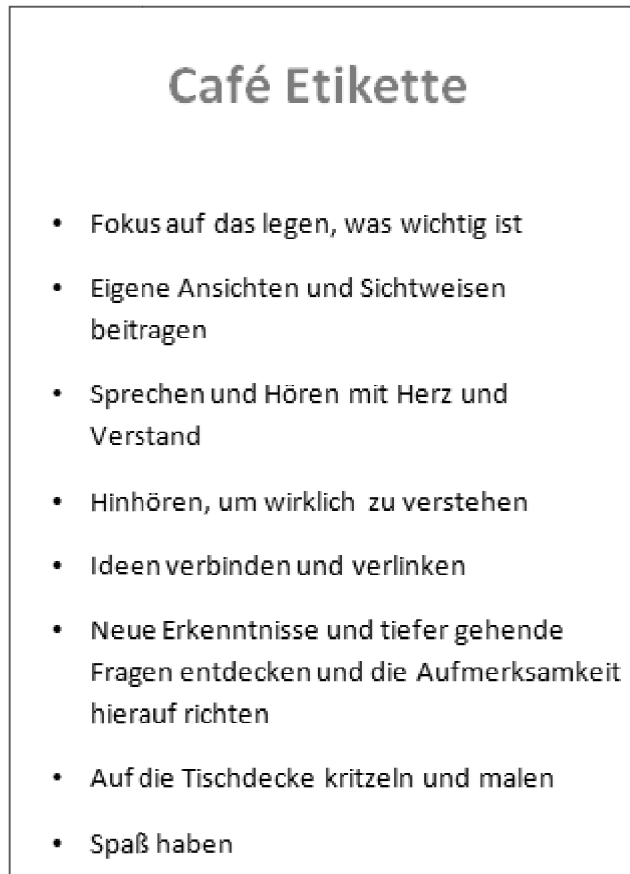 Café Etikette
• Fokus auf das legen, was wichtig ist
• Eigene Ansichten und Sichtweisen
beitragen
• Sprechen und Hören mit Herz und
Verstand
• Hinhören, um wirklich zu verstehen
• Ideen verbinden und verlinken
• Neue Erkenntnisse und tiefer gehende
Fragen entdecken und die Aufmerksamkeit
hierauf richten
• Auf die Tischdecke kritzeln und malen
• Spaß haben